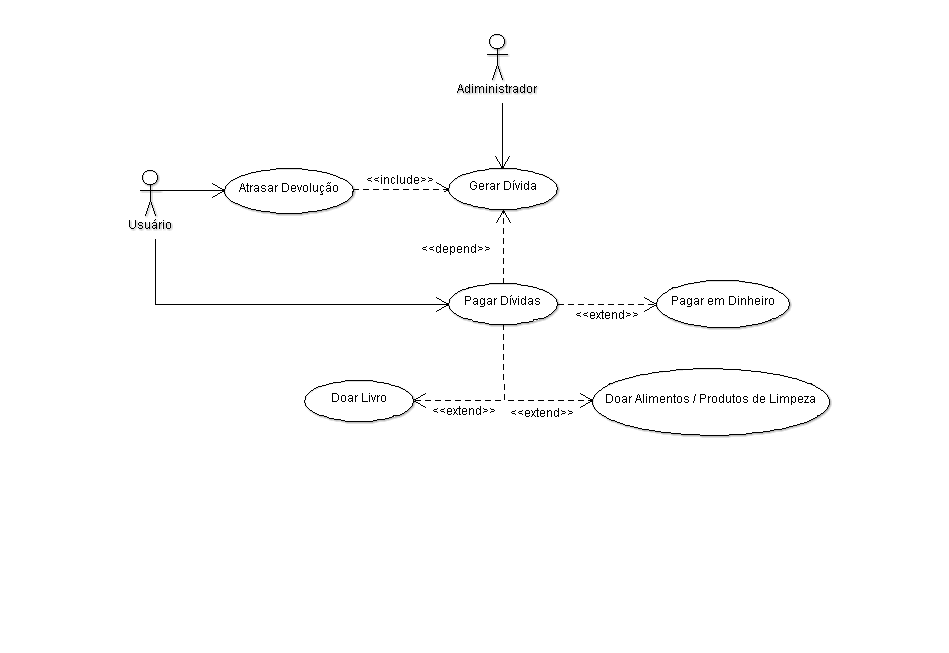 Adiministrador
Atrasar Devolução
<<include>>
Gerar Dívida
Usuário
<<depend>>
Pagar Dívidas
<<extend>>
Pagar em Dinheiro
Doar Livro
<<extend>>
<<extend>>
Doar Alimentos / Produtos de Limpeza